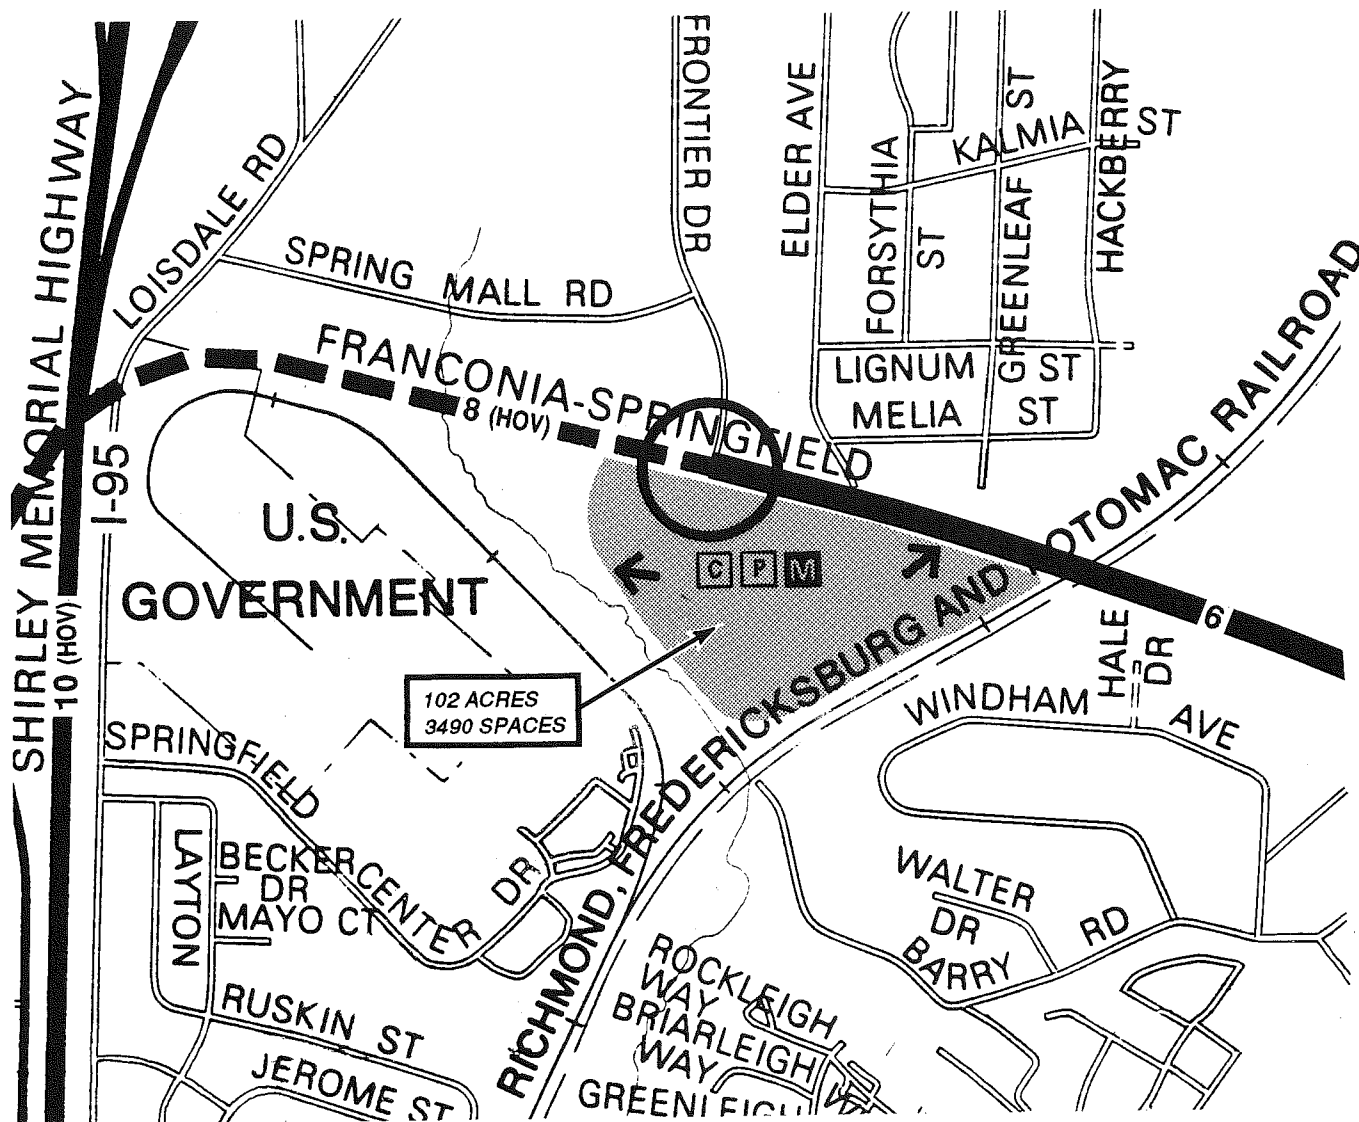 SHIRLEY MEMORIAL HIGHWAY
10 (HOV)
I-95
LOISDALE RD
SPRING MALL RD
FRONTIER DR
ELDER AVE
FORSYTHIA
ST
GREENLEAF ST
HACKBERRY
KALMIA ST
LIGNUM ST
MELIA ST
FRANCONIA-SPRINGFIELD
8 (HOV)
6
U.S.
GOVERNMENT
C P M
102 ACRES
3490 SPACES
RICHMOND, FREDERICKSBURG AND POTOMAC RAILROAD
HALE
DR
WINDHAM AVE
WALTER
DR
BARRY RD
SPRINGFIELD CENTER DR
LAYTON
BECKER
DR
MAYO CT
RUSKIN ST
JEROME ST
ROCKLEIGH
WAY
BRIARLEIGH
WAY
GREENLEIGH